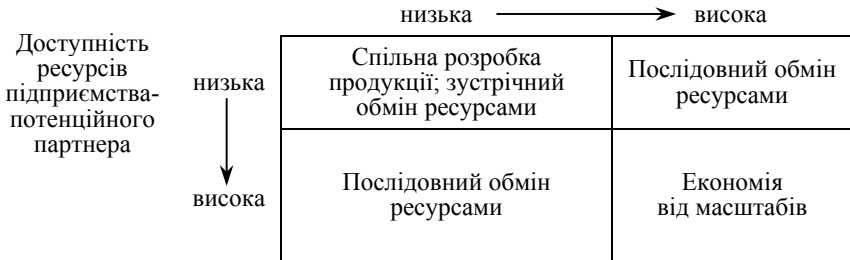 низька висока
Доступність
ресурсів
підприємства-
потенційного
партнера
низька
Спільна розробка
продукції; зустрічний
обмін ресурсами
Послідовний обмін
ресурсами
висока
Послідовний обмін
ресурсами
Економія
від масштабів